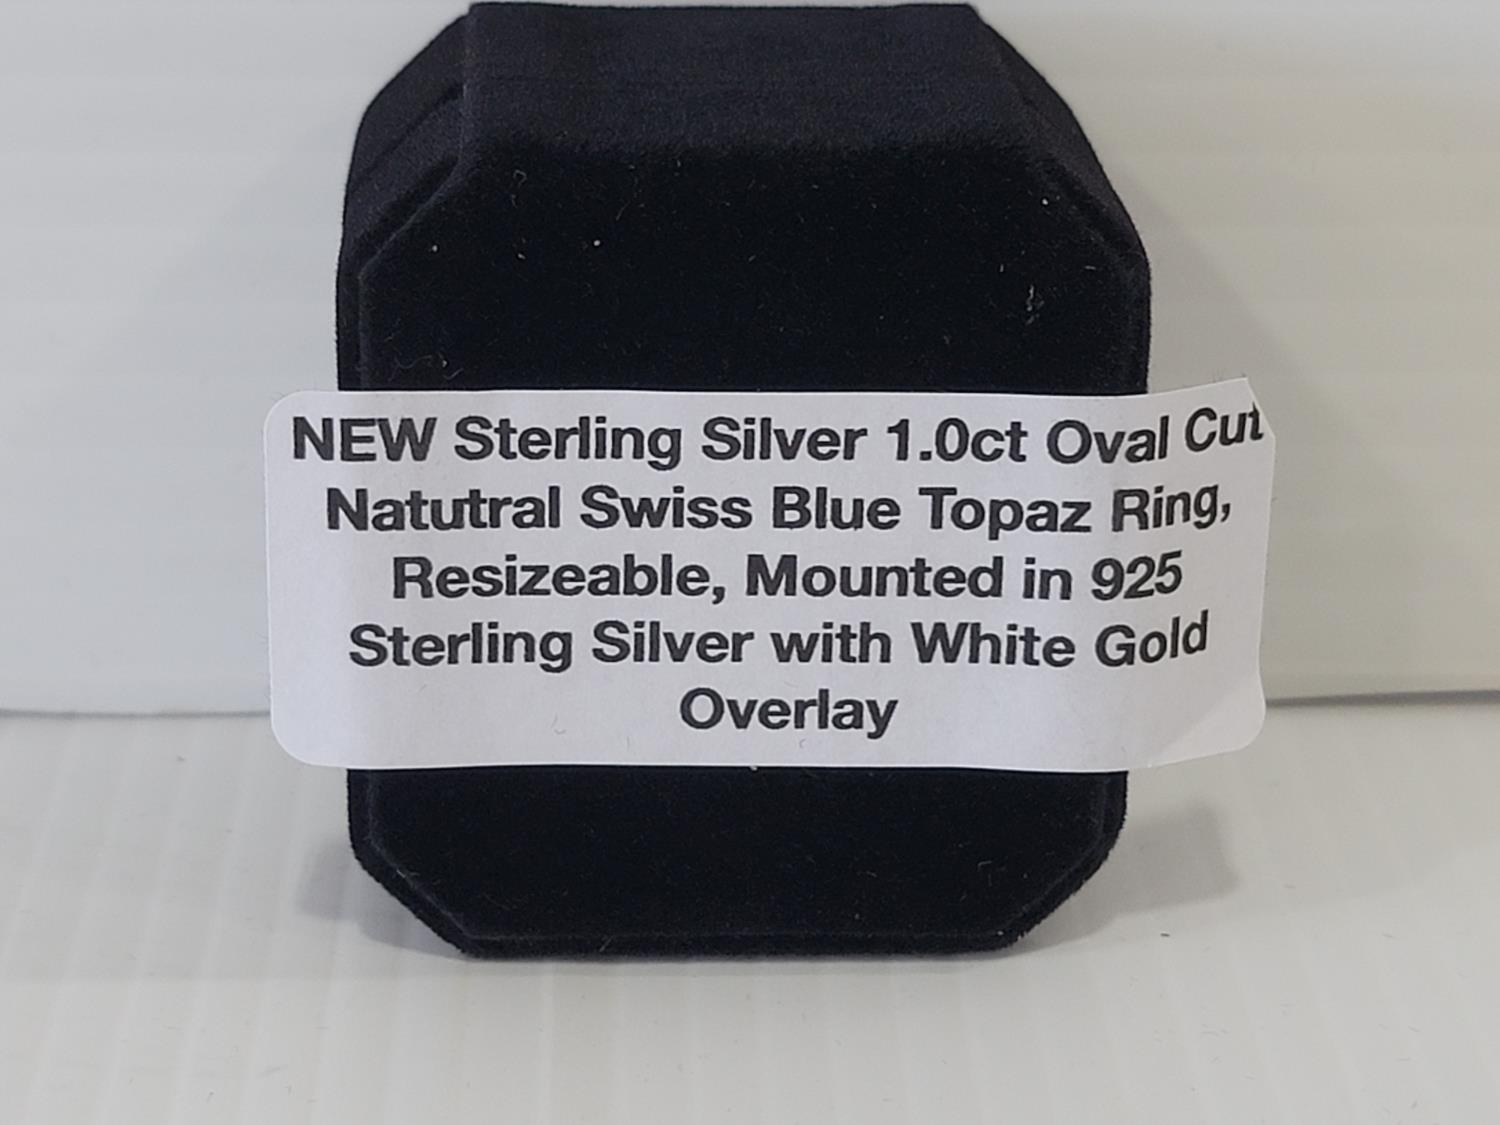 NEW Sterling Silver 1.0ct Oval Cut
Natutral Swiss Blue Topaz Ring,
Resizeable, Mounted in 925
Sterling Silver with White Gold
Overlay